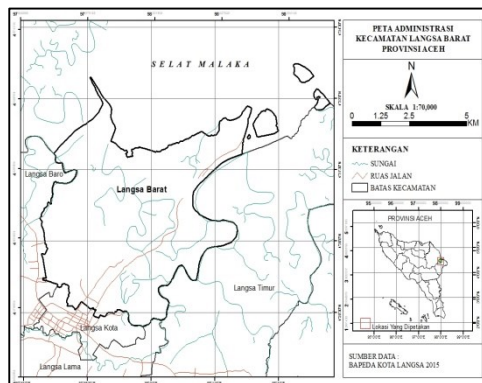 SELAT MALAKA
Langsa Baro
Langsa Barat
Langsa Timur
Langsa Kota
Langsa Lama
PETA ADMINISTRASI
KECAMATAN LANGSA BARAT
PROVINSI ACEH
N
SKALA 1:70,000
0 1.25 2.5 5
KM
KETERANGAN
SUNGAI
RUAS JALAN
BATAS KECAMATAN
PROVINSI ACEH
Lokasi Yang Dipetakan
SUMBER DATA :
BAPEDA KOTA LANGSA 2015